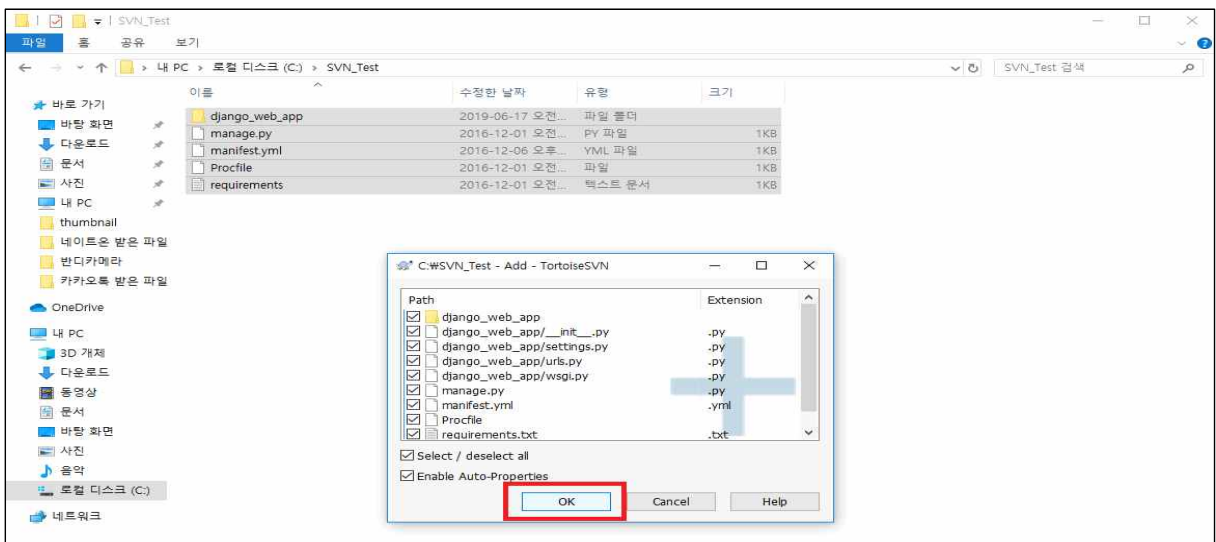 SVN_Test
파일 홈 공유 보기
내 PC > 로컬 디스크 (C:) > SVN_Test
SVN_Test 검색
이름 수정한 날짜 유형 크기
바로 가기
바탕 화면
다운로드
문서
사진
내 PC
thumbnail
네이트온 받은 파일
반디카메라
카카오톡 받은 파일
OneDrive
내 PC
3D 개체
다운로드
동영상
문서
바탕 화면
사진
음악
로컬 디스크 (C:)
네트워크
django_web_app 2019-06-17 오전... 파일 폴더
manage.py 2016-12-01 오전... PY 파일 1KB
manifest.yml 2016-12-06 오후... YML 파일 1KB
Procfile 2016-12-01 오전... 파일 1KB
requirements 2016-12-01 오전... 텍스트 문서 1KB
C:₩SVN_Test - Add - TortoiseSVN
Path Extension
django_web_app
django_web_app/__init__.py .py
django_web_app/settings.py .py
django_web_app/urls.py .py
django_web_app/wsgi.py .py
manage.py .py
manifest.yml .yml
Procfile
requirements.txt .txt
Select / deselect all
Enable Auto-Properties
OK Cancel Help